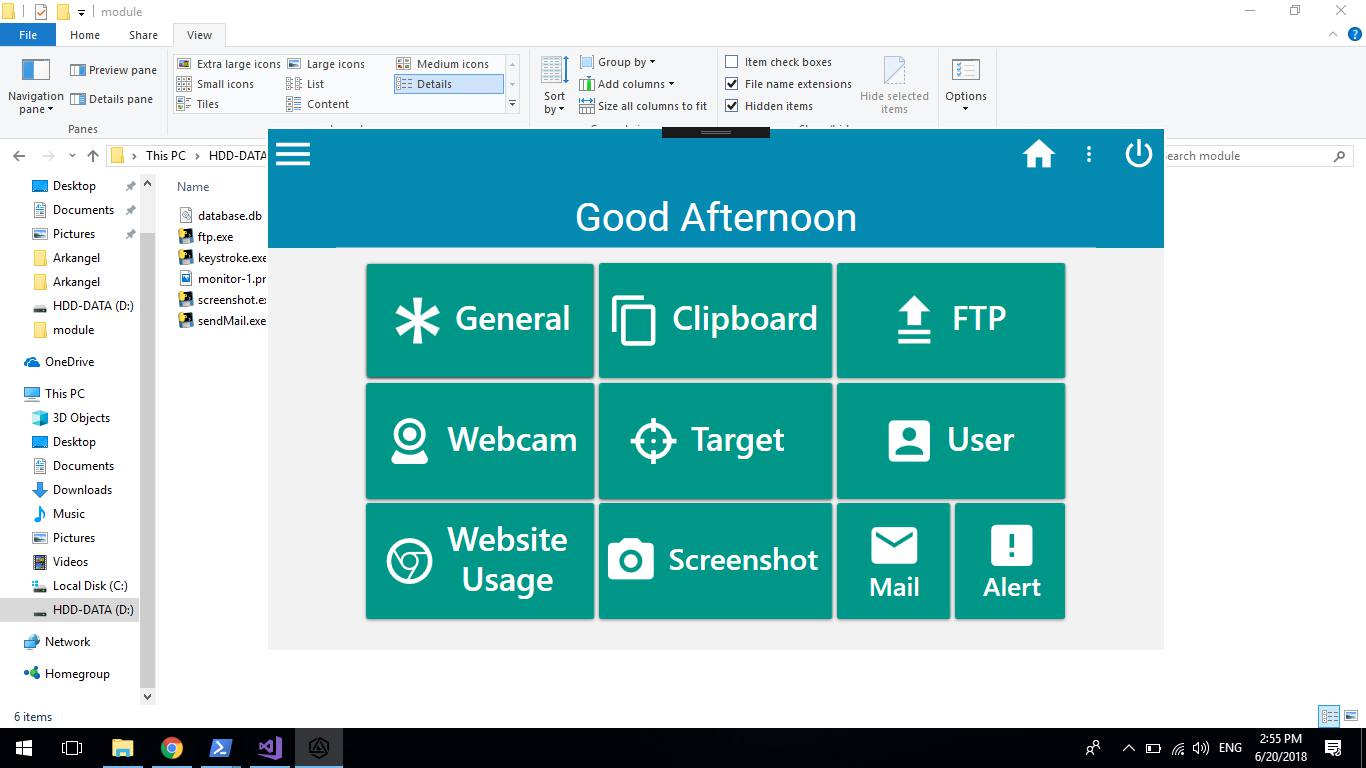 module
File Home Share View
Navigation pane
Preview pane
Details pane
Panes
Extra large icons Large icons Medium icons
Small icons List Details
Tiles Content
Sort by
Group by
Add columns
Size all columns to fit
Item check boxes
File name extensions
Hidden items
Hide selected items
Options
This PC HDD-DATA
earch module
Good Afternoon
General
Clipboard
FTP
Webcam
Target
User
Website Usage
Screenshot
Mail
Alert
Desktop
Documents
Pictures
Arkangel
Arkangel
HDD-DATA (D:)
module
OneDrive
This PC
3D Objects
Desktop
Documents
Downloads
Music
Pictures
Videos
Local Disk (C:)
HDD-DATA (D:)
Network
Homegroup
Name
database.db
ftp.exe
keystroke.exe
monitor-1.pr
screenshot.ex
sendMail.exe
6 items
ENG
2:55 PM
6/20/2018